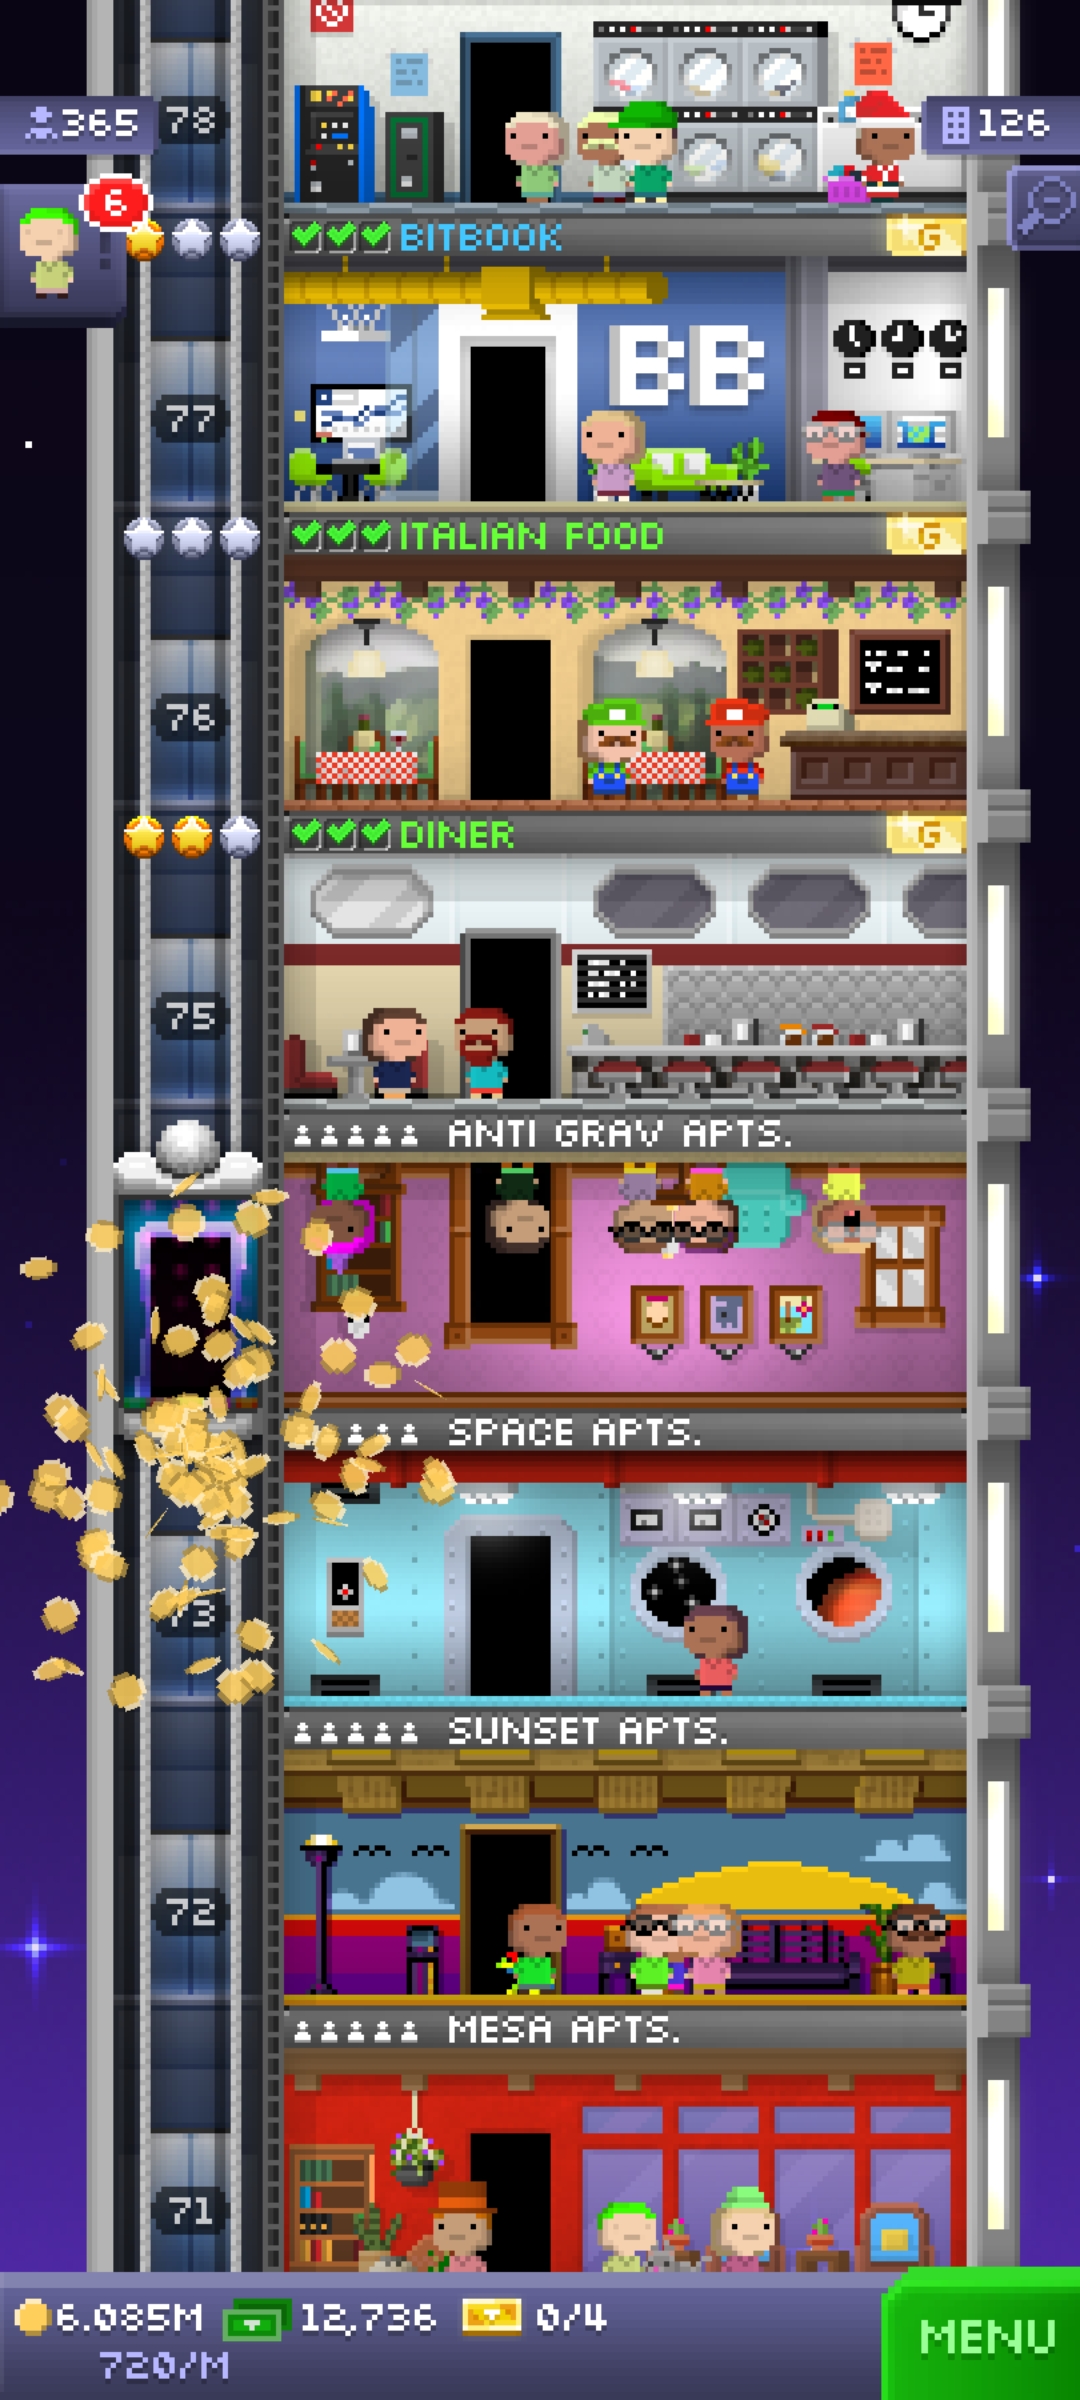 78
365
126
6
BITBOOK
G
BB
77
ITALIAN FOOD
G
76
DINER
G
75
ANTI GRAV APTS.
SPACE APTS.
73
SUNSET APTS.
72
MESA APTS.
71
6.085M
12,736
0/4
720/M
MENU